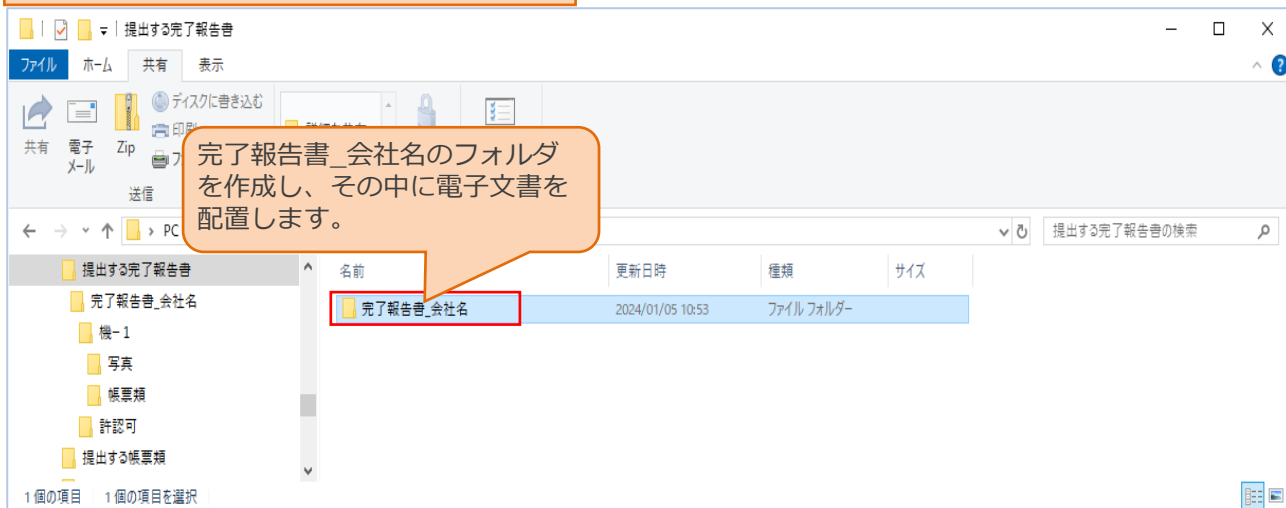 提出する完了報告書
ファイル ホーム 共有 表示
共有 電子メール Zip ディスクに書き込む
印刷
送信
完了報告書_会社名のフォルダ
を作成し、その中に電子文書を
配置します。
PC
提出する完了報告書の検索
提出する完了報告書
完了報告書_会社名
機-1
写真
帳票類
許認可
提出する帳票類
名前 更新日時 種類 サイズ
完了報告書_会社名 2024/01/05 10:53 ファイル フォルダー
1個の項目 1個の項目を選択